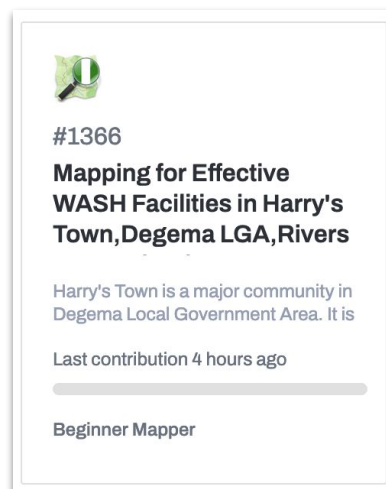 #1366
Mapping for Effective
WASH Facilities in Harry's
Town,Degema LGA,Rivers
Harry's Town is a major community in
Degema Local Government Area. It is
Last contribution 4 hours ago
Beginner Mapper